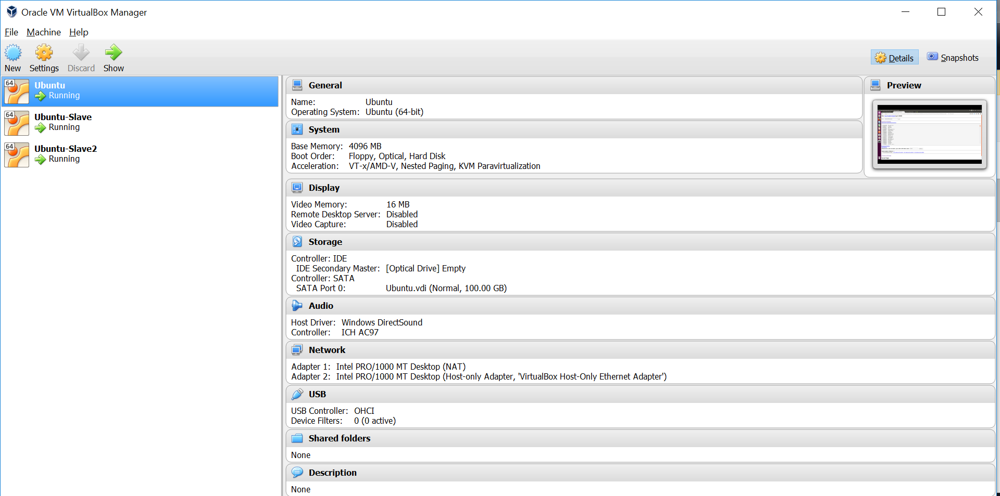 Oracle VM VirtualBox Manager
File Machine Help
New Settings Discard Show
Details Snapshots
64 Ubuntu
Running
64 Ubuntu-Slave
Running
64 Ubuntu-Slave2
Running
General
Name: Ubuntu
Operating System: Ubuntu (64-bit)
Preview
System
Base Memory: 4096 MB
Boot Order: Floppy, Optical, Hard Disk
Acceleration: VT-x/AMD-V, Nested Paging, KVM Paravirtualization
Display
Video Memory: 16 MB
Remote Desktop Server: Disabled
Video Capture: Disabled
Storage
Controller: IDE
IDE Secondary Master: [Optical Drive] Empty
Controller: SATA
SATA Port 0: Ubuntu.vdi (Normal, 100.00 GB)
Audio
Host Driver: Windows DirectSound
Controller: ICH AC97
Network
Adapter 1: Intel PRO/1000 MT Desktop (NAT)
Adapter 2: Intel PRO/1000 MT Desktop (Host-only Adapter, 'VirtualBox Host-Only Ethernet Adapter')
USB
USB Controller: OHCI
Device Filters: 0 (0 active)
Shared folders
None
Description
None